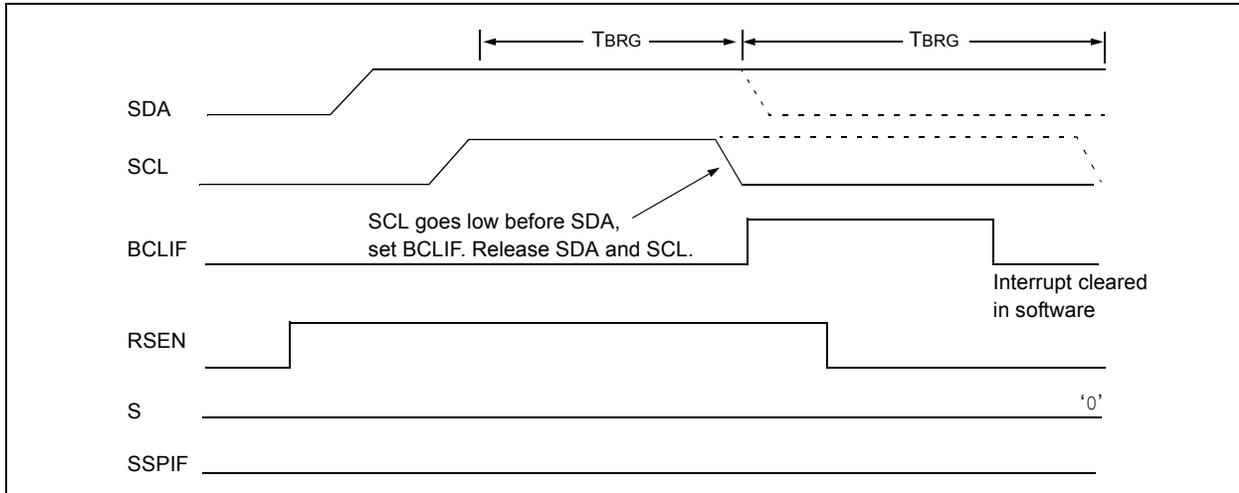 TBRG TBRG
SDA
SCL
SCL goes low before SDA,
set BCLIF. Release SDA and SCL.
BCLIF
Interrupt cleared
in software
RSEN
S
‘0’
SSPIF